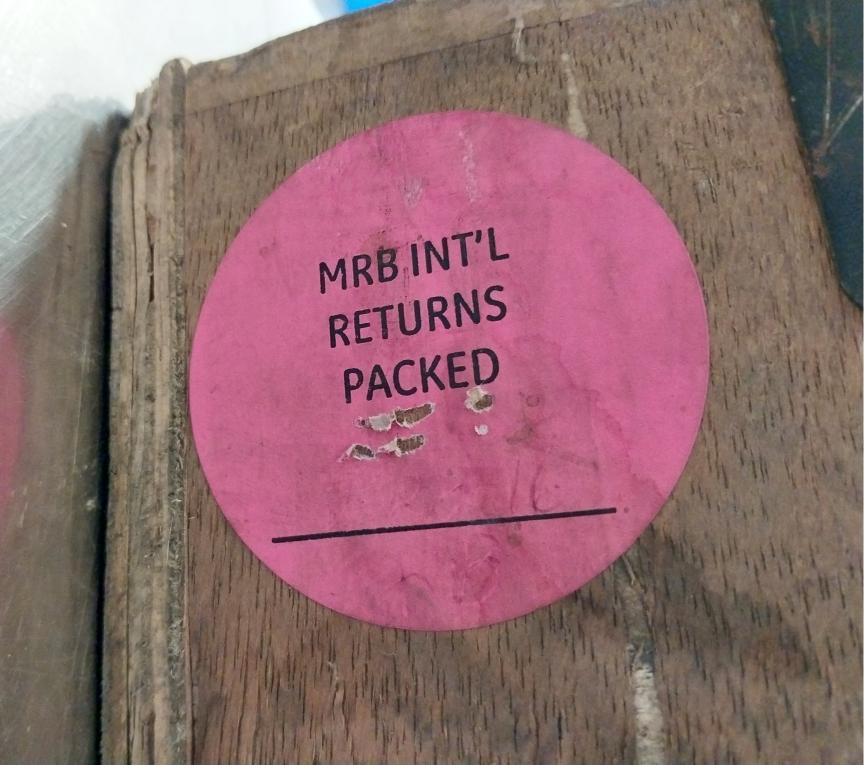 MRB INT'L
RETURNS
PACKED